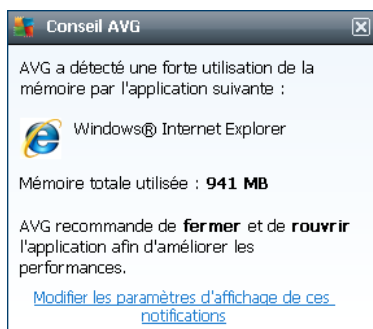 Conseil AVG
AVG a détecté une forte utilisation de la
mémoire par l'application suivante :
Windows® Internet Explorer
Mémoire totale utilisée : 941 MB
AVG recommande de fermer et de rouvrir
l'application afin d'améliorer les
performances.
Modifier les paramètres d'affichage de ces
notifications